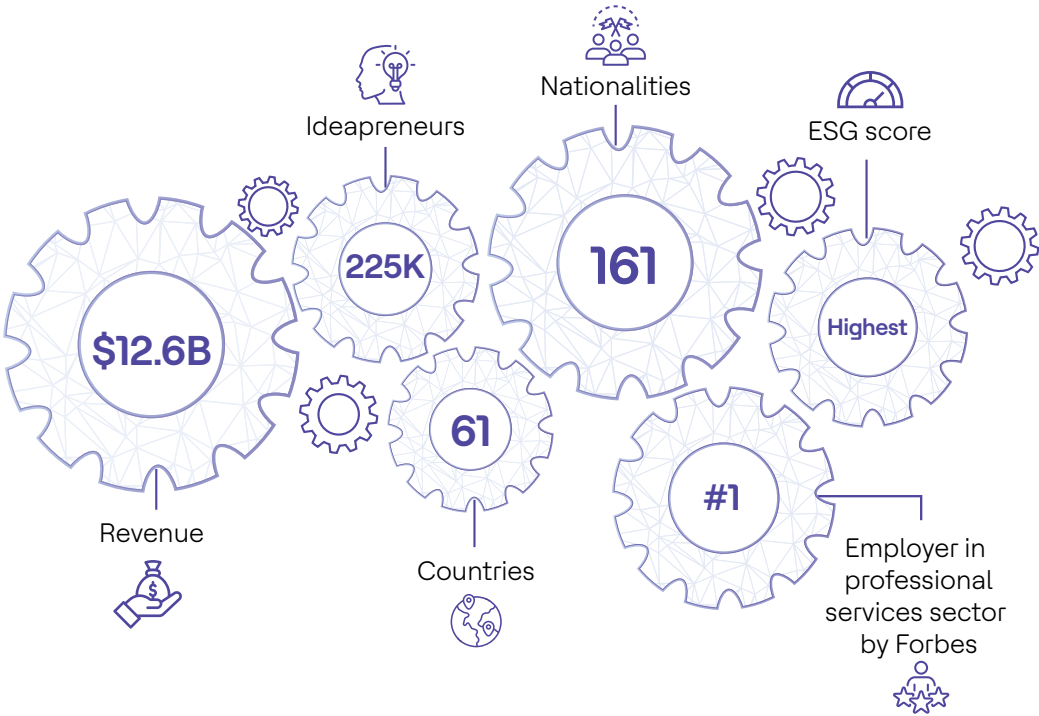 Nationalities
Ideapreneurs
ESG score
225K
161
$12.6B
Highest
61
#1
Revenue
$
Countries
Employer in
professional
services sector
by Forbes